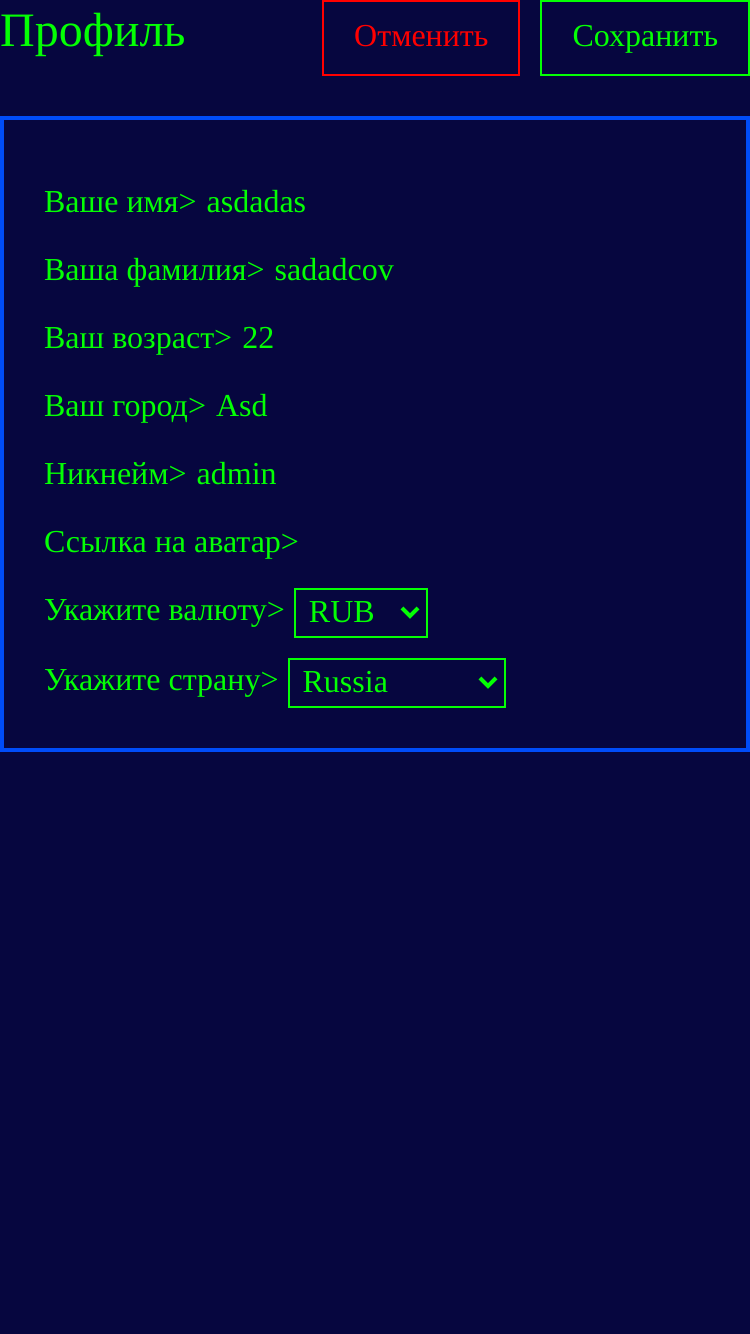 Профиль
Отменить
Сохранить
Ваше имя> asdadas
Ваша фамилия> sadadcov
Ваш возраст> 22
Ваш город> Asd
Никнейм> admin
Ссылка на аватар>
Укажите валюту> RUB
Укажите страну> Russia